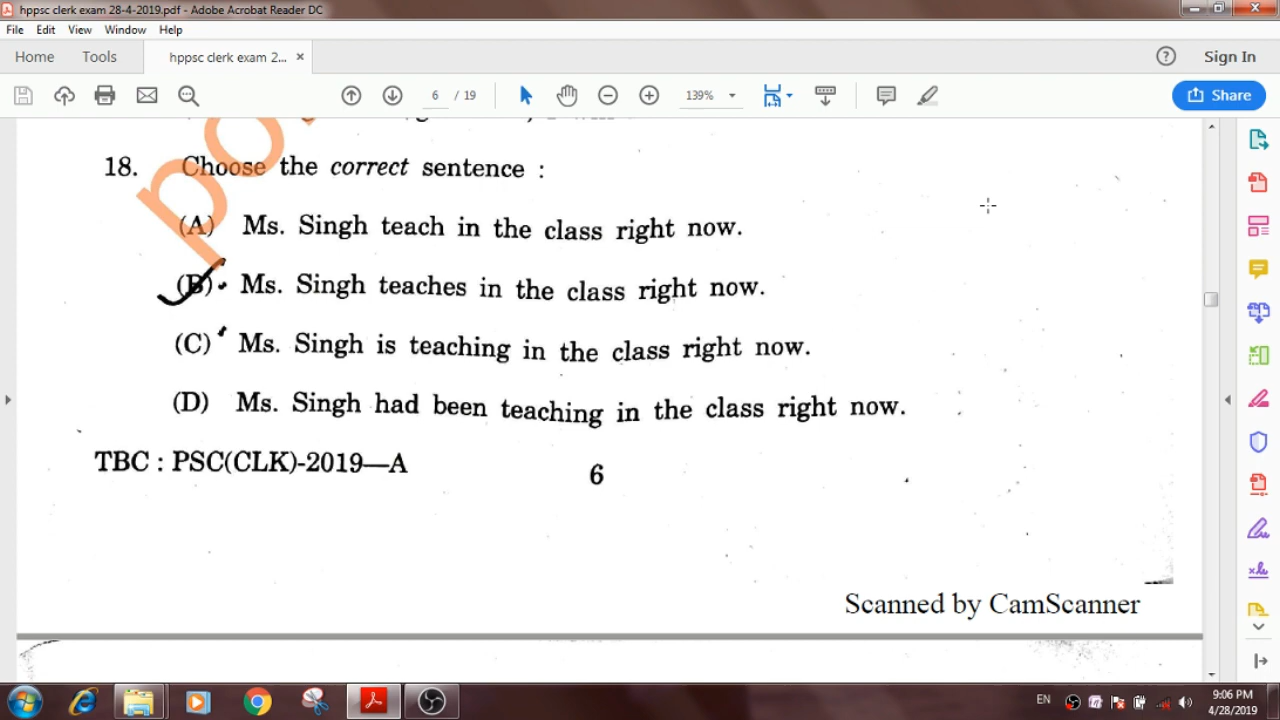 hppsc clerk exam 28-4-2019.pdf - Adobe Acrobat Reader DC
File Edit View Window Help
Home Tools hppsc clerk exam 2... × Sign In
6 / 19 139% Share
18. Choose the correct sentence :
(A) Ms. Singh teach in the class right now.
(B) Ms. Singh teaches in the class right now.
(C) Ms. Singh is teaching in the class right now.
(D) Ms. Singh had been teaching in the class right now.
TBC : PSC(CLK)-2019—A
6
Scanned by CamScanner
EN 9:06 PM
4/28/2019